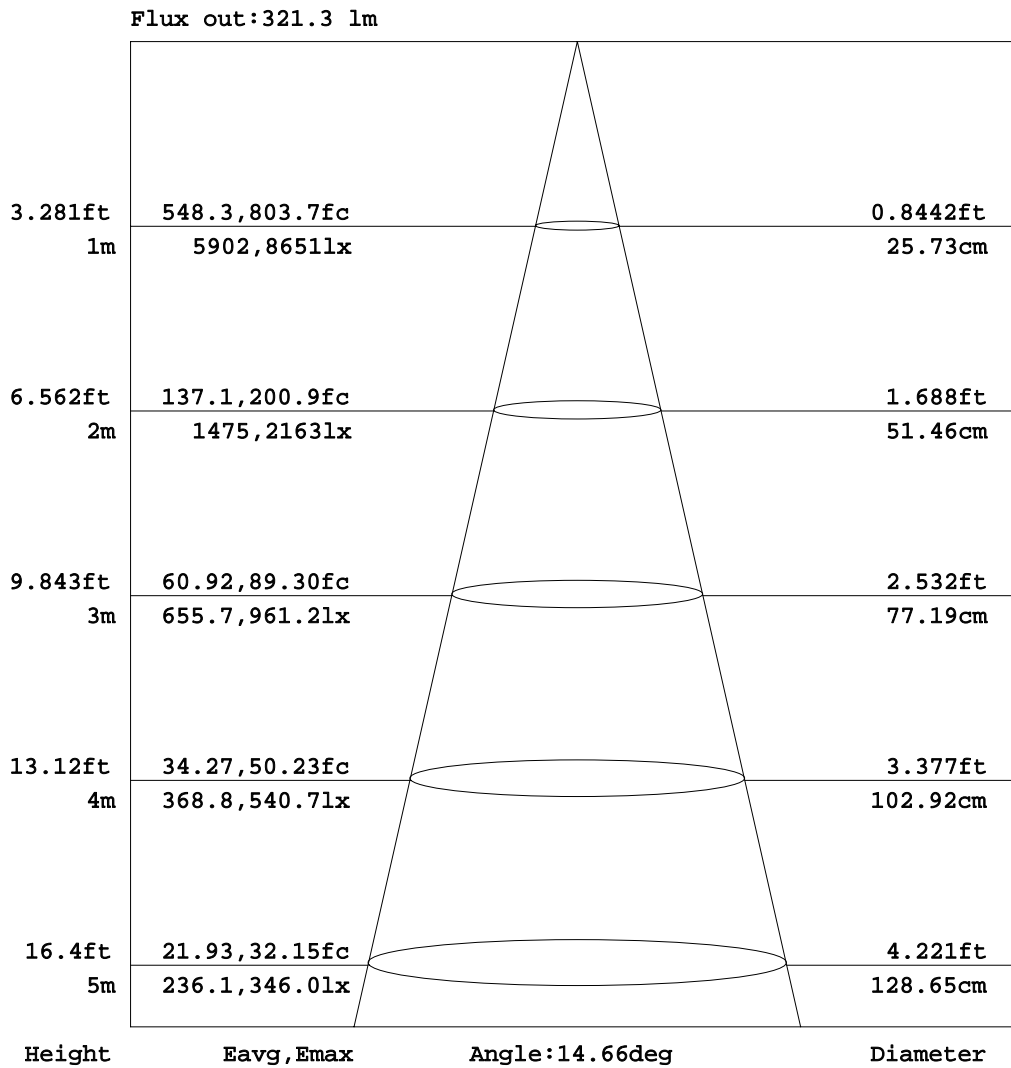 Flux out:321.3 lm
3.281ft 548.3,803.7fc 0.8442ft
1m 5902,8651lx 25.73cm
6.562ft 137.1,200.9fc 1.688ft
2m 1475,2163lx 51.46cm
9.843ft 60.92,89.30fc 2.532ft
3m 655.7,961.2lx 77.19cm
13.12ft 34.27,50.23fc 3.377ft
4m 368.8,540.7lx 102.92cm
16.4ft 21.93,32.15fc 4.221ft
5m 236.1,346.0lx 128.65cm
Height Eavg,Emax Angle:14.66deg Diameter